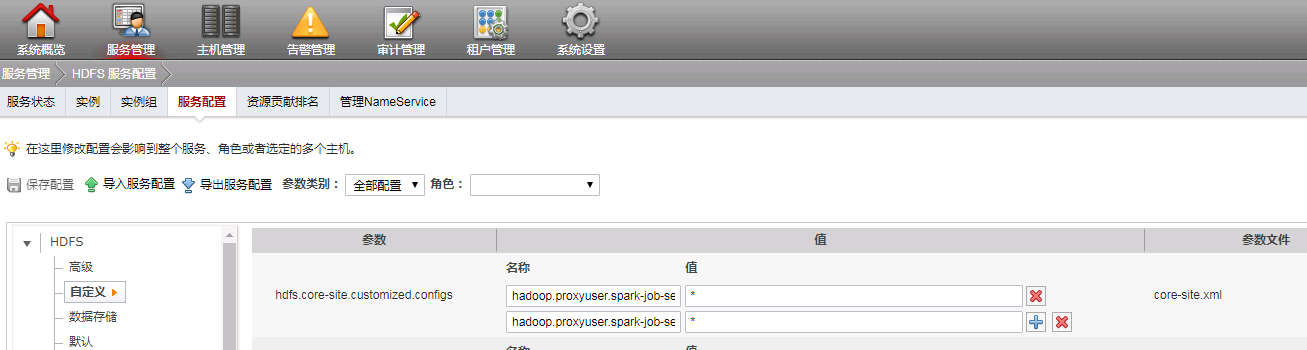 系统概览 服务管理 主机管理 告警管理 审计管理 租户管理 系统设置
服务管理 HDFS 服务配置
服务状态 实例 实例组 服务配置 资源贡献排名 管理NameService
在这里修改配置会影响到整个服务、角色或者选定的多个主机。
保存配置 导入服务配置 导出服务配置 参数类别： 全部配置 角色：
HDFS
高级
自定义
数据存储
默认
参数 值 参数文件
名称 值
hdfs.core-site.customized.configs hadoop.proxyuser.spark-job-se * core-site.xml
hadoop.proxyuser.spark-job-se *